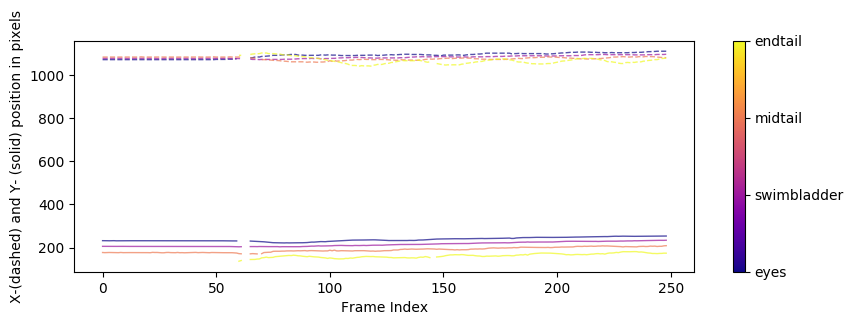 X-(dashed) and Y- (solid) position in pixels
1000
800
600
400
200
0
50
100
150
200
250
Frame Index
endtail
midtail
swimbladder
eyes